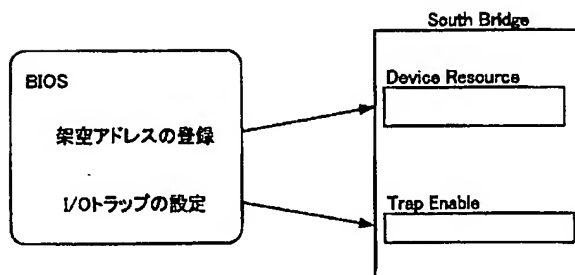 South Bridge
BIOS
Device Resource
架空アドレスの登録
I/Oトラップの設定
Trap Enable